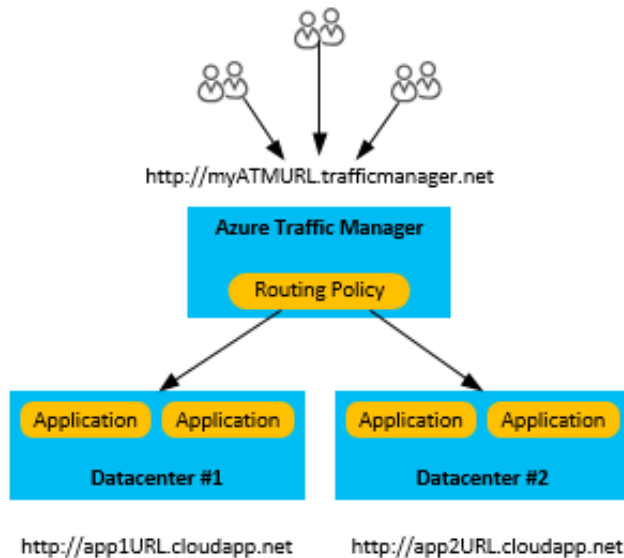 http://myATMURL.trafficmanager.net
Azure Traffic Manager
Routing Policy
Application Application Application Application
Datacenter #1 Datacenter #2
http://app1URL.cloudapp.net http://app2URL.cloudapp.net